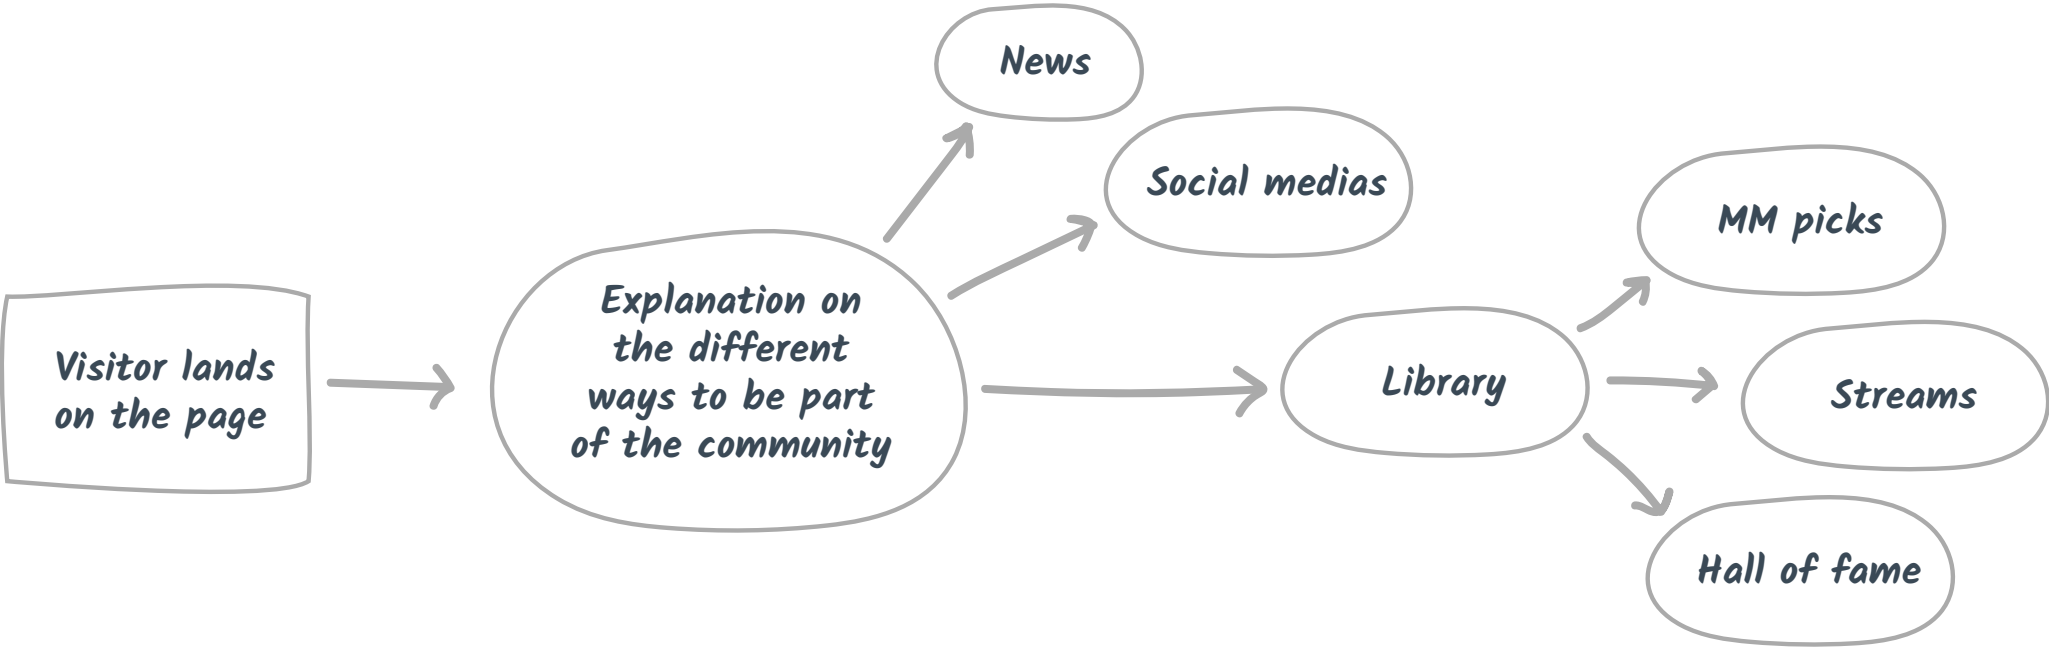 News
Social medias
MM picks
Explanation on
the different
ways to be part
of the community
Visitor lands
on the page
Library
Streams
Hall of fame